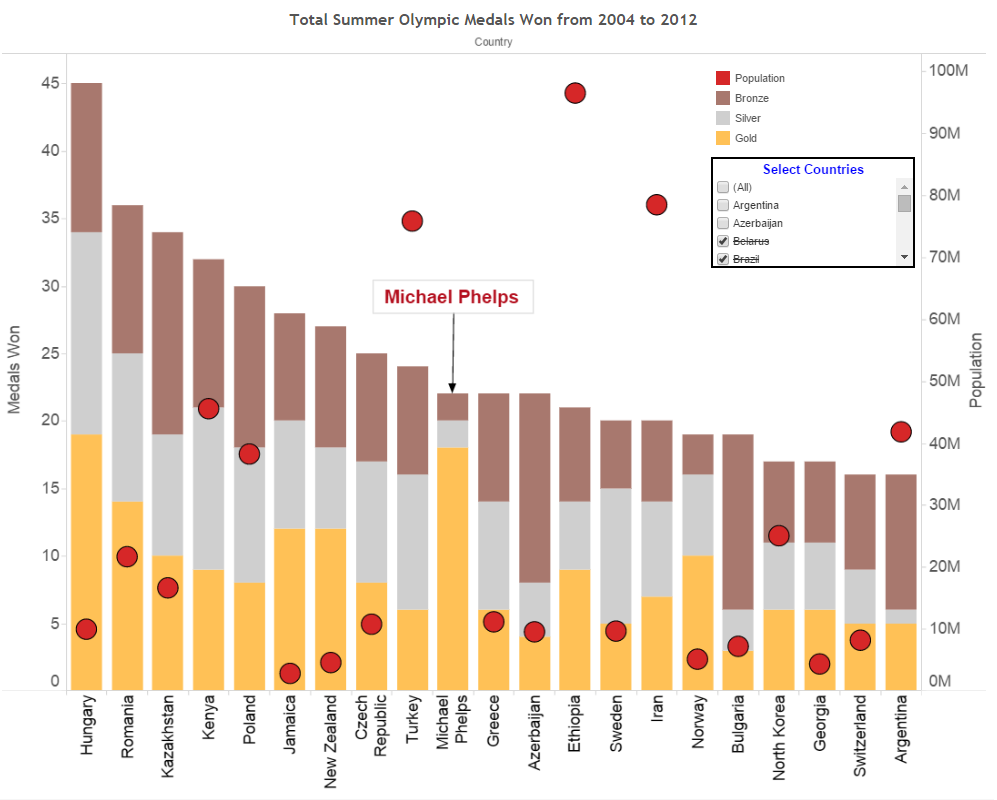 Total Summer Olympic Medals Won from 2004 to 2012
Country
Medals Won
45
40
35
30
25
20
15
10
5
0
Population
Bronze
Silver
Gold
Select Countries
(All)
Argentina
Azerbaijan
Belarus
Brazil
Michael Phelps
100M
90M
80M
70M
60M
50M
40M
30M
20M
10M
0M
Population
Hungary
Romania
Kazakhstan
Kenya
Poland
Jamaica
New Zealand
Czech
Republic
Turkey
Michael
Phelps
Greece
Azerbaijan
Ethiopia
Sweden
Iran
Norway
Bulgaria
North Korea
Georgia
Switzerland
Argentina